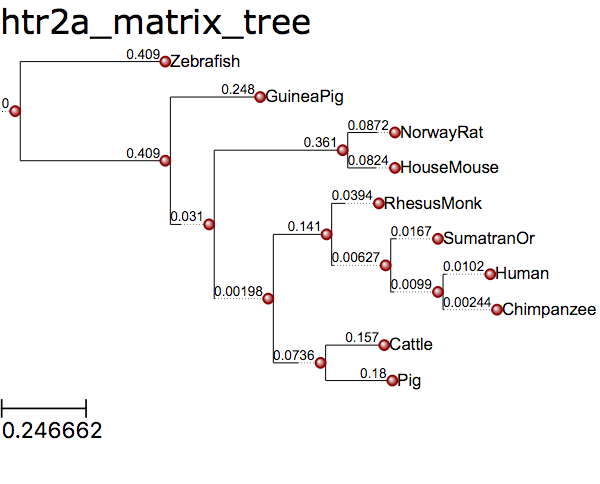 htr2a_matrix_tree
0.409 Zebrafish
0
0.248 GuineaPig
0.0872 NorwayRat
0.361
0.409
0.0824 HouseMouse
0.0394 RhesusMonk
0.031
0.141
0.0167 SumatranOr
0.00627
0.0102 Human
0.0099
0.00198
0.00244 Chimpanzee
0.157 Cattle
0.0736
0.18 Pig
0.246662